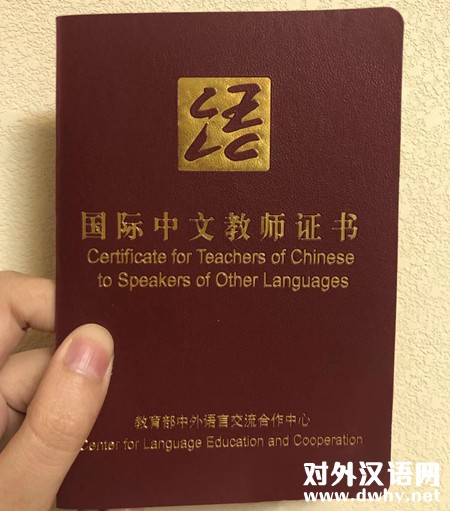 国际中文教师证书
Certificate for Teachers of Chinese
to Speakers of Other Languages
教育部中外语言交流合作中心
Center for Language Education and Cooperation
对外汉语网
www.dwhy.net